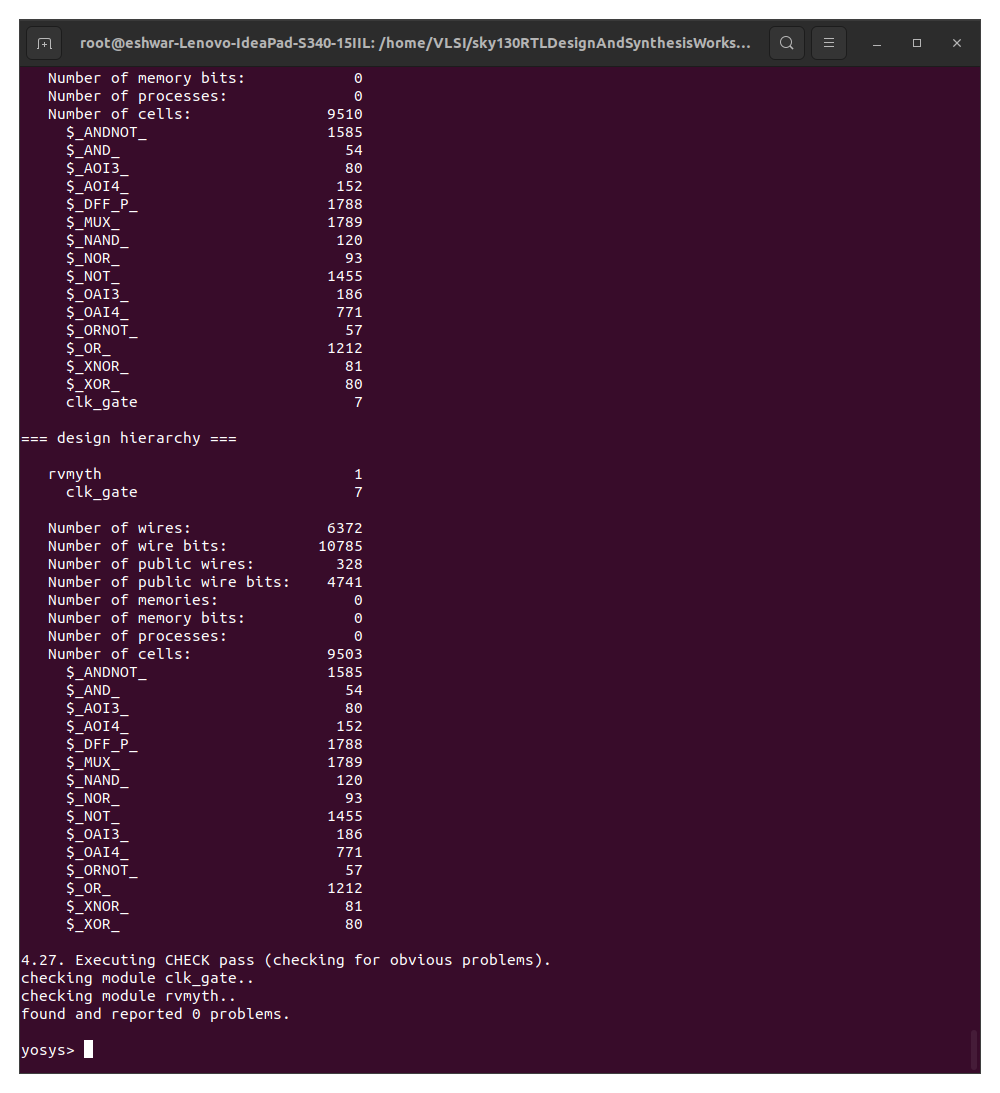 root@eshwar-Lenovo-IdeaPad-S340-15IIL: /home/VLSI/sky130RTLDesignAndSynthesisWorks...
Number of memory bits: 0
Number of processes: 0
Number of cells: 9510
$_ANDNOT_ 1585
$_AND_ 54
$_AOI3_ 80
$_AOI4_ 152
$_DFF_P_ 1788
$_MUX_ 1789
$_NAND_ 120
$_NOR_ 93
$_NOT_ 1455
$_OAI3_ 186
$_OAI4_ 771
$_ORNOT_ 57
$_OR_ 1212
$_XNOR_ 81
$_XOR_ 80
clk_gate 7
=== design hierarchy ===
rvmyth 1
clk_gate 7
Number of wires: 6372
Number of wire bits: 10785
Number of public wires: 328
Number of public wire bits: 4741
Number of memories: 0
Number of memory bits: 0
Number of processes: 0
Number of cells: 9503
$_ANDNOT_ 1585
$_AND_ 54
$_AOI3_ 80
$_AOI4_ 152
$_DFF_P_ 1788
$_MUX_ 1789
$_NAND_ 120
$_NOR_ 93
$_NOT_ 1455
$_OAI3_ 186
$_OAI4_ 771
$_ORNOT_ 57
$_OR_ 1212
$_XNOR_ 81
$_XOR_ 80
4.27. Executing CHECK pass (checking for obvious problems).
checking module clk_gate..
checking module rvmyth..
found and reported 0 problems.
yosys>